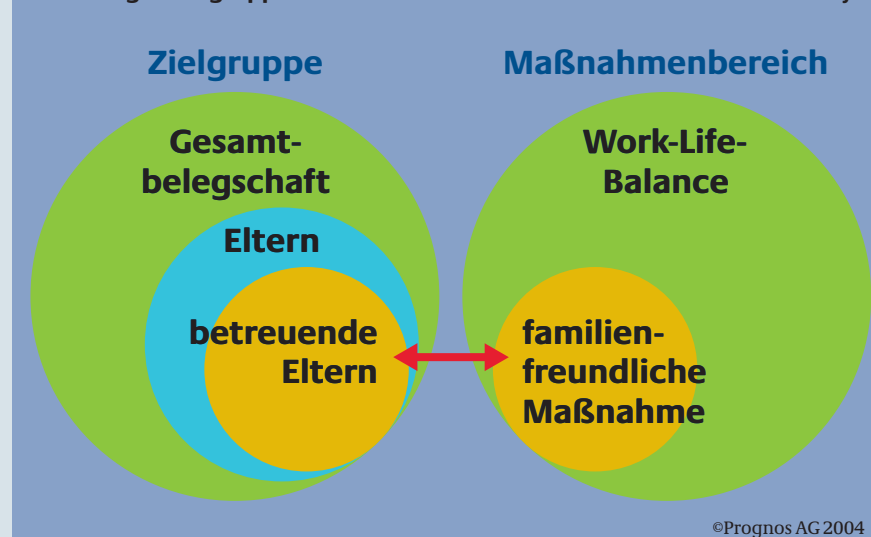 Zielgruppe
Maßnahmenbereich
Gesamt-
belegschaft
Eltern
betreuende
Eltern
Work-Life-
Balance
familien-
freundliche
Maßnahme
©Prognos AG 2004